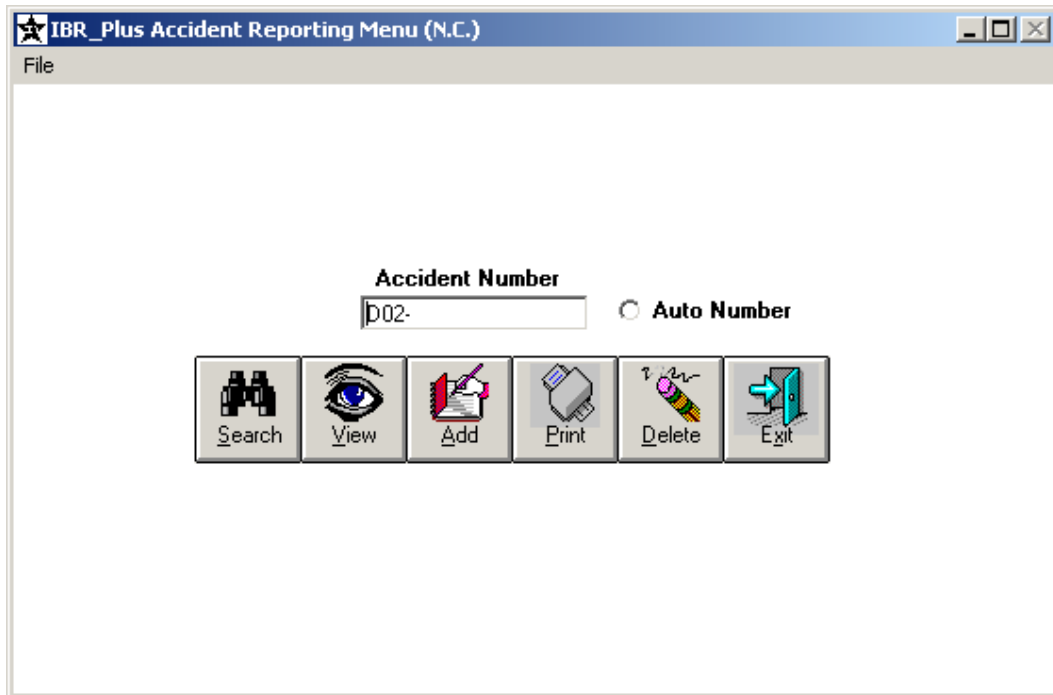 IBR_Plus Accident Reporting Menu (N.C.)
File
Accident Number
D02-
Auto Number
Search View Add Print Delete Exit